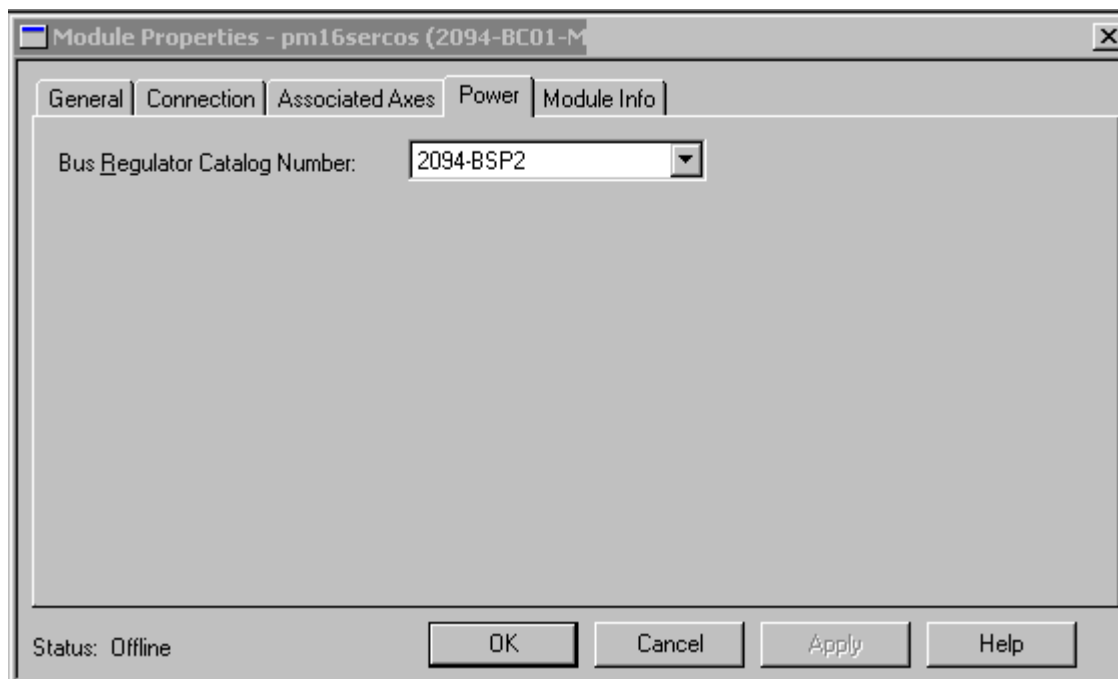 Module Properties - pm16sercos (2094-BC01-M
General Connection Associated Axes Power Module Info
Bus Regulator Catalog Number: 2094-BSP2
Status: Offline OK Cancel Apply Help